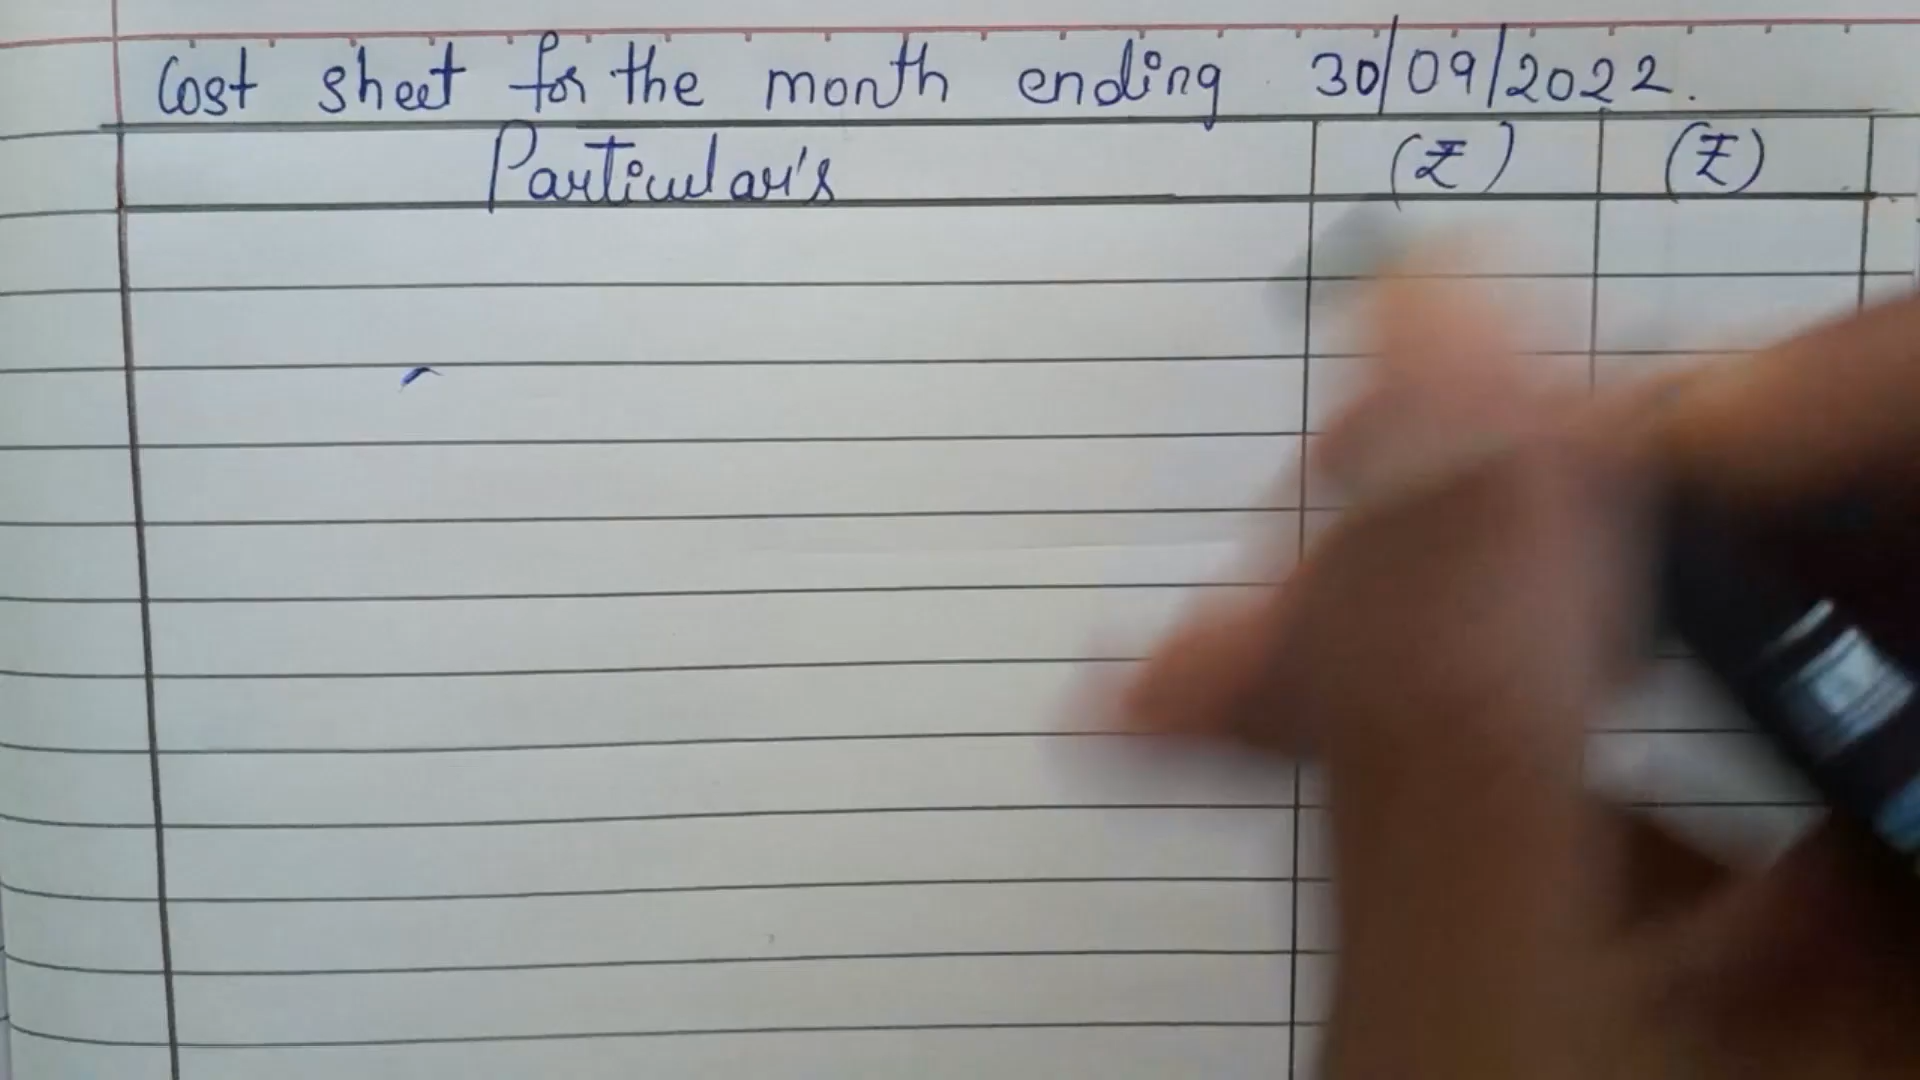 Cost sheet for the month ending 30/09/2022.
Particular's (₹) (₹)